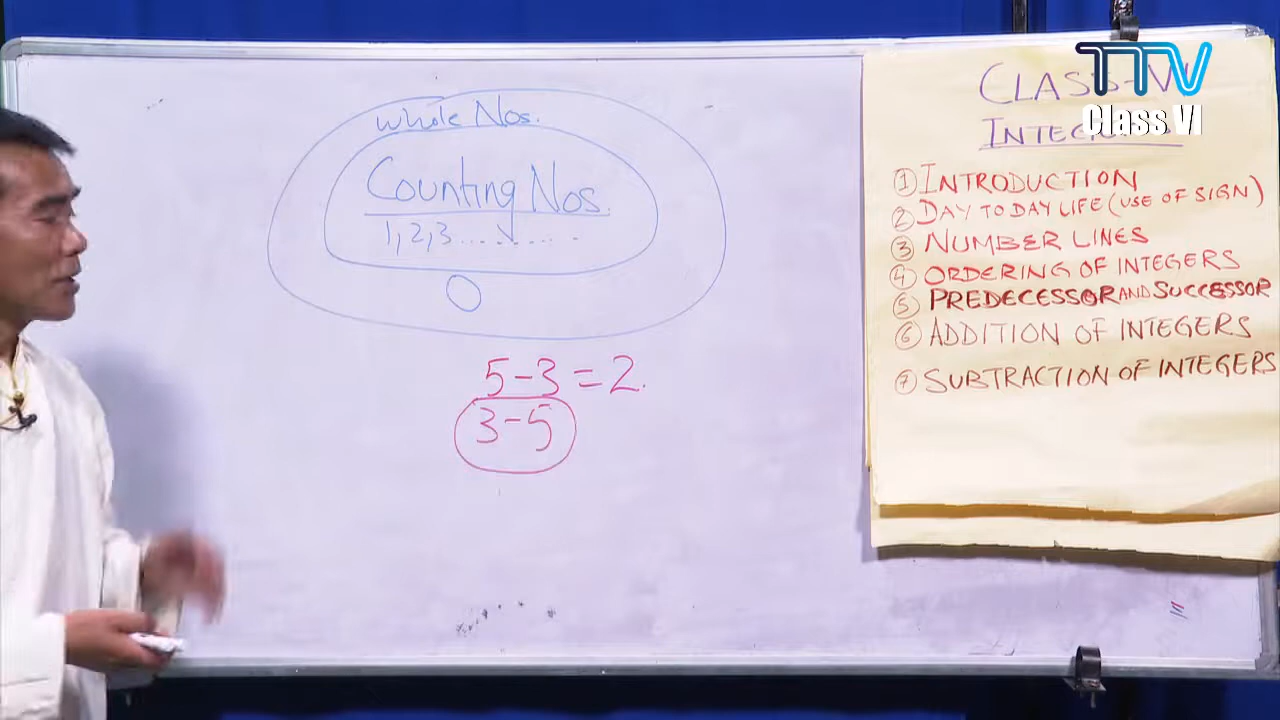 whole Nos.
Counting Nos.
1,2,3..........
0
5-3=2.
3-5
TTV
Class VI
CLASS-VI
① INTRODUCTION
② DAY TO DAY LIFE (USE OF SIGN)
③ NUMBER LINES
④ ORDERING OF INTEGERS
⑤ PREDECESSOR AND SUCCESSOR
⑥ ADDITION OF INTEGERS
⑦ SUBTRACTION OF INTEGERS